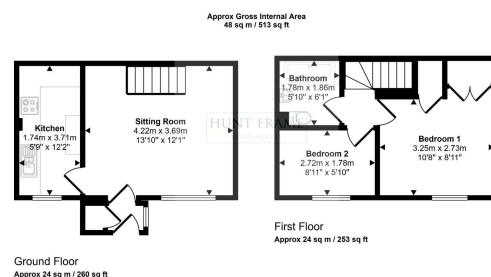 Approx Gross Internal Area
48 sq m / 513 sq ft
Kitchen
1.74m x 3.71m
5'9" x 12'2"
Sitting Room
4.22m x 3.69m
13'10" x 12'1"
Bathroom
1.78m x 1.86m
5'10" x 6'1"
Bedroom 2
2.72m x 1.78m
8'11" x 5'10"
Bedroom 1
3.25m x 2.73m
10'8" x 8'11"
HUNT FRAME
Ground Floor
Approx 24 sq m / 260 sq ft
First Floor
Approx 24 sq m / 253 sq ft